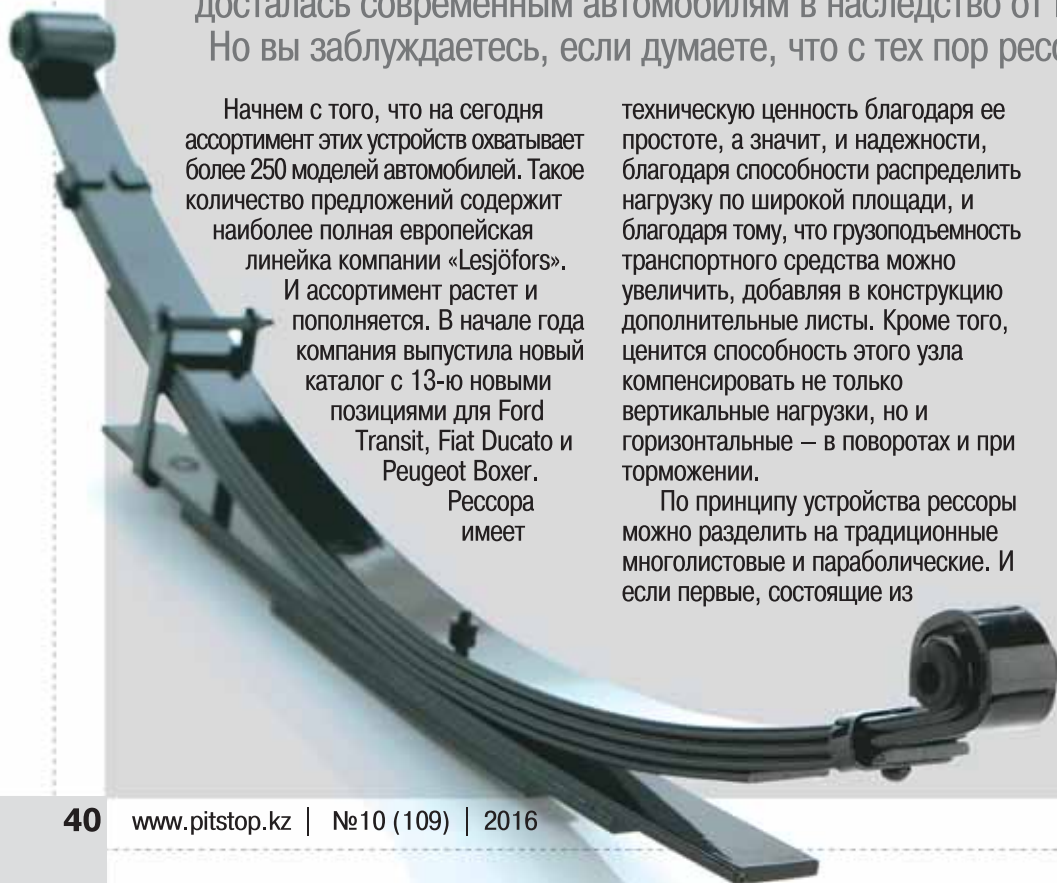 досталась современным автомобилям в наследство от
Но вы заблуждаетесь, если думаете, что с тех пор
Начнем с того, что на сегодня
ассортимент этих устройств охватывает
более 250 моделей автомобилей. Такое
количество предложений содержит
наиболее полная европейская
линейка компании «Lesjöfors».
И ассортимент растет и
пополняется. В начале года
компания выпустила новый
каталог с 13-ю новыми
позициями для Ford
Transit, Fiat Ducato и
Peugeot Boxer.
Рессора
имеет
техническую ценность благодаря ее
простоте, а значит, и надежности,
благодаря способности распределить
нагрузку по широкой площади, и
благодаря тому, что грузоподъемность
транспортного средства можно
увеличить, добавляя в конструкцию
дополнительные листы. Кроме того,
ценится способность этого узла
компенсировать не только
вертикальные нагрузки, но и
горизонтальные – в поворотах и при
торможении.
По принципу устройства рессоры
можно разделить на традиционные
многолистовые и параболические. И
если первые, состоящие из
40 www.pitstop.kz | №10 (109) | 2016